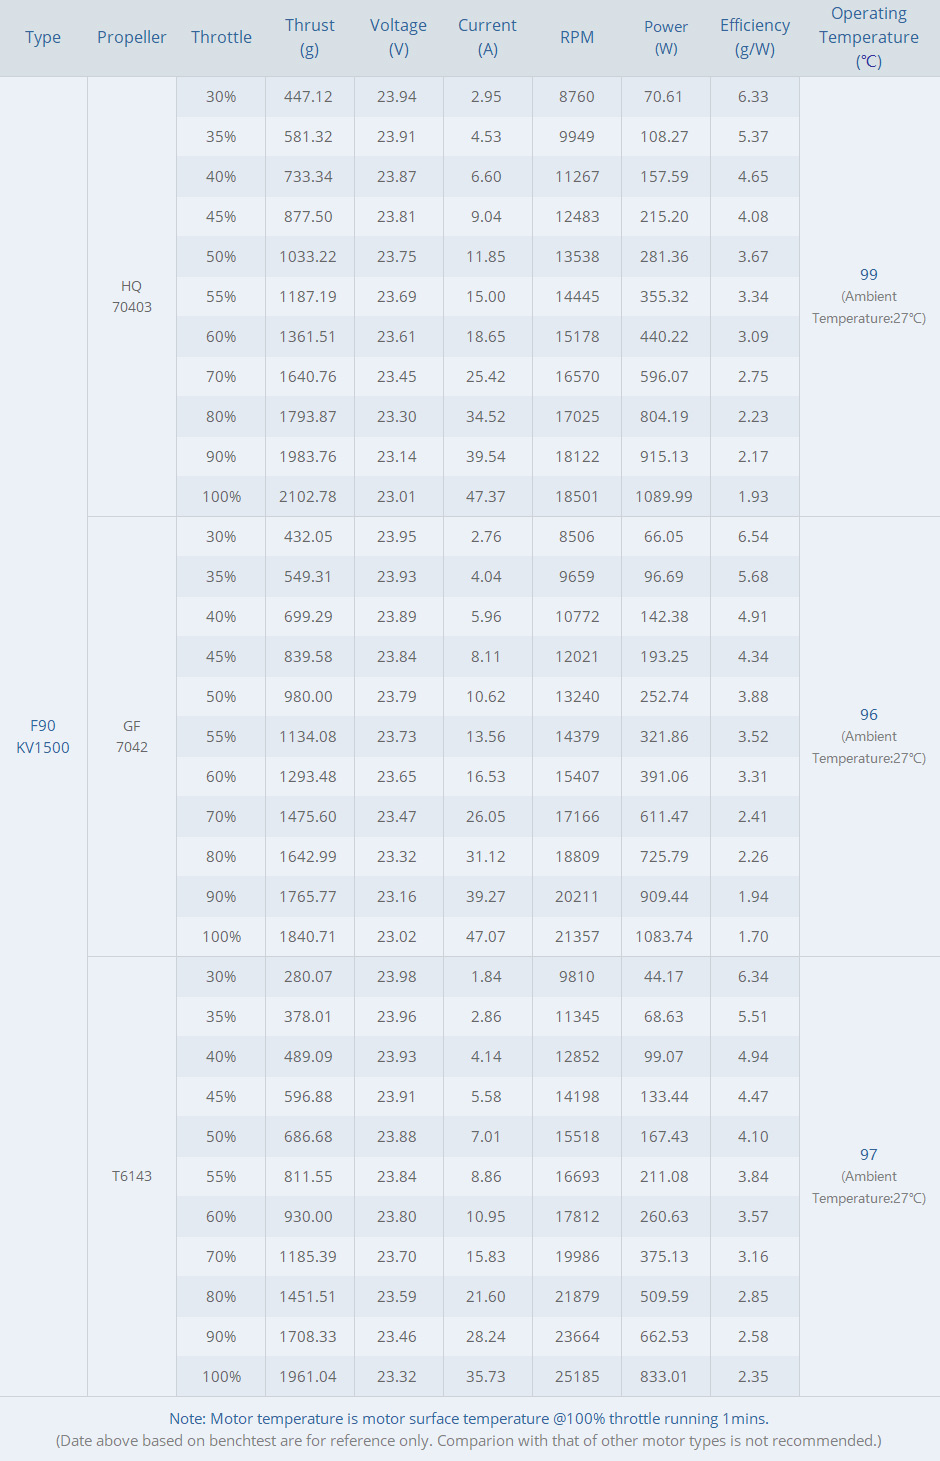 Type Propeller Throttle Thrust (g) Voltage (V) Current (A) RPM Power (W) Efficiency (g/W) Operating Temperature (℃)
F90 KV1500
HQ 70403
30% 447.12 23.94 2.95 8760 70.61 6.33
35% 581.32 23.91 4.53 9949 108.27 5.37
40% 733.34 23.87 6.60 11267 157.59 4.65
45% 877.50 23.81 9.04 12483 215.20 4.08
50% 1033.22 23.75 11.85 13538 281.36 3.67
55% 1187.19 23.69 15.00 14445 355.32 3.34
60% 1361.51 23.61 18.65 15178 440.22 3.09
70% 1640.76 23.45 25.42 16570 596.07 2.75
80% 1793.87 23.30 34.52 17025 804.19 2.23
90% 1983.76 23.14 39.54 18122 915.13 2.17
100% 2102.78 23.01 47.37 18501 1089.99 1.93
99
(Ambient
Temperature:27℃)
GF 7042
30% 432.05 23.95 2.76 8506 66.05 6.54
35% 549.31 23.93 4.04 9659 96.69 5.68
40% 699.29 23.89 5.96 10772 142.38 4.91
45% 839.58 23.84 8.11 12021 193.25 4.34
50% 980.00 23.79 10.62 13240 252.74 3.88
55% 1134.08 23.73 13.56 14379 321.86 3.52
60% 1293.48 23.65 16.53 15407 391.06 3.31
70% 1475.60 23.47 26.05 17166 611.47 2.41
80% 1642.99 23.32 31.12 18809 725.79 2.26
90% 1765.77 23.16 39.27 20211 909.44 1.94
100% 1840.71 23.02 47.07 21357 1083.74 1.70
96
(Ambient
Temperature:27℃)
T6143
30% 280.07 23.98 1.84 9810 44.17 6.34
35% 378.01 23.96 2.86 11345 68.63 5.51
40% 489.09 23.93 4.14 12852 99.07 4.94
45% 596.88 23.91 5.58 14198 133.44 4.47
50% 686.68 23.88 7.01 15518 167.43 4.10
55% 811.55 23.84 8.86 16693 211.08 3.84
60% 930.00 23.80 10.95 17812 260.63 3.57
70% 1185.39 23.70 15.83 19986 375.13 3.16
80% 1451.51 23.59 21.60 21879 509.59 2.85
90% 1708.33 23.46 28.24 23664 662.53 2.58
100% 1961.04 23.32 35.73 25185 833.01 2.35
97
(Ambient
Temperature:27℃)
Note: Motor temperature is motor surface temperature @100% throttle running 1mins.
(Date above based on benchtest are for reference only. Comparion with that of other motor types is not recommended.)